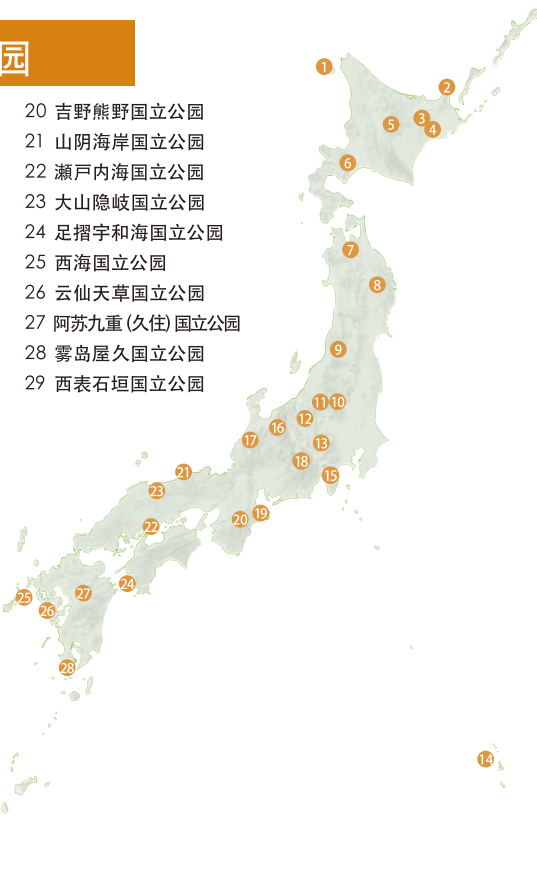 园
20 吉野熊野国立公园
21 山阴海岸国立公园
22 瀬戸内海国立公园
23 大山隐岐国立公园
24 足摺宇和海国立公园
25 西海国立公园
26 云仙天草国立公园
27 阿苏九重(久住)国立公园
28 雾岛屋久国立公园
29 西表石垣国立公园
1
2
3
4
5
6
7
8
9
11 10
12
16
17
13
18
15
21
23
19
20
22
24
27
25
26
28
14